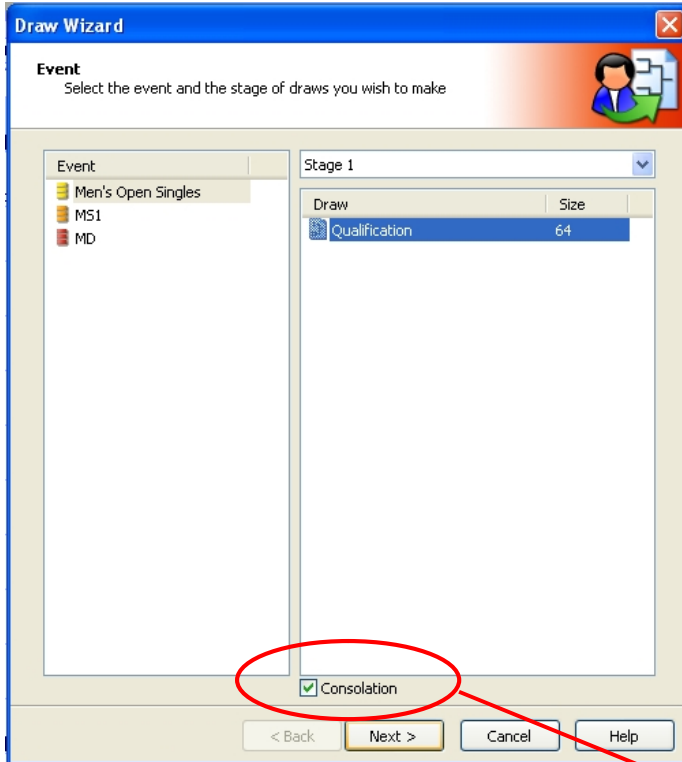 Draw Wizard
Event
Select the event and the stage of draws you wish to make
Event
Men's Open Singles
MS1
MD
Stage 1
Draw Size
Qualification 64
Consolation
< Back Next > Cancel Help